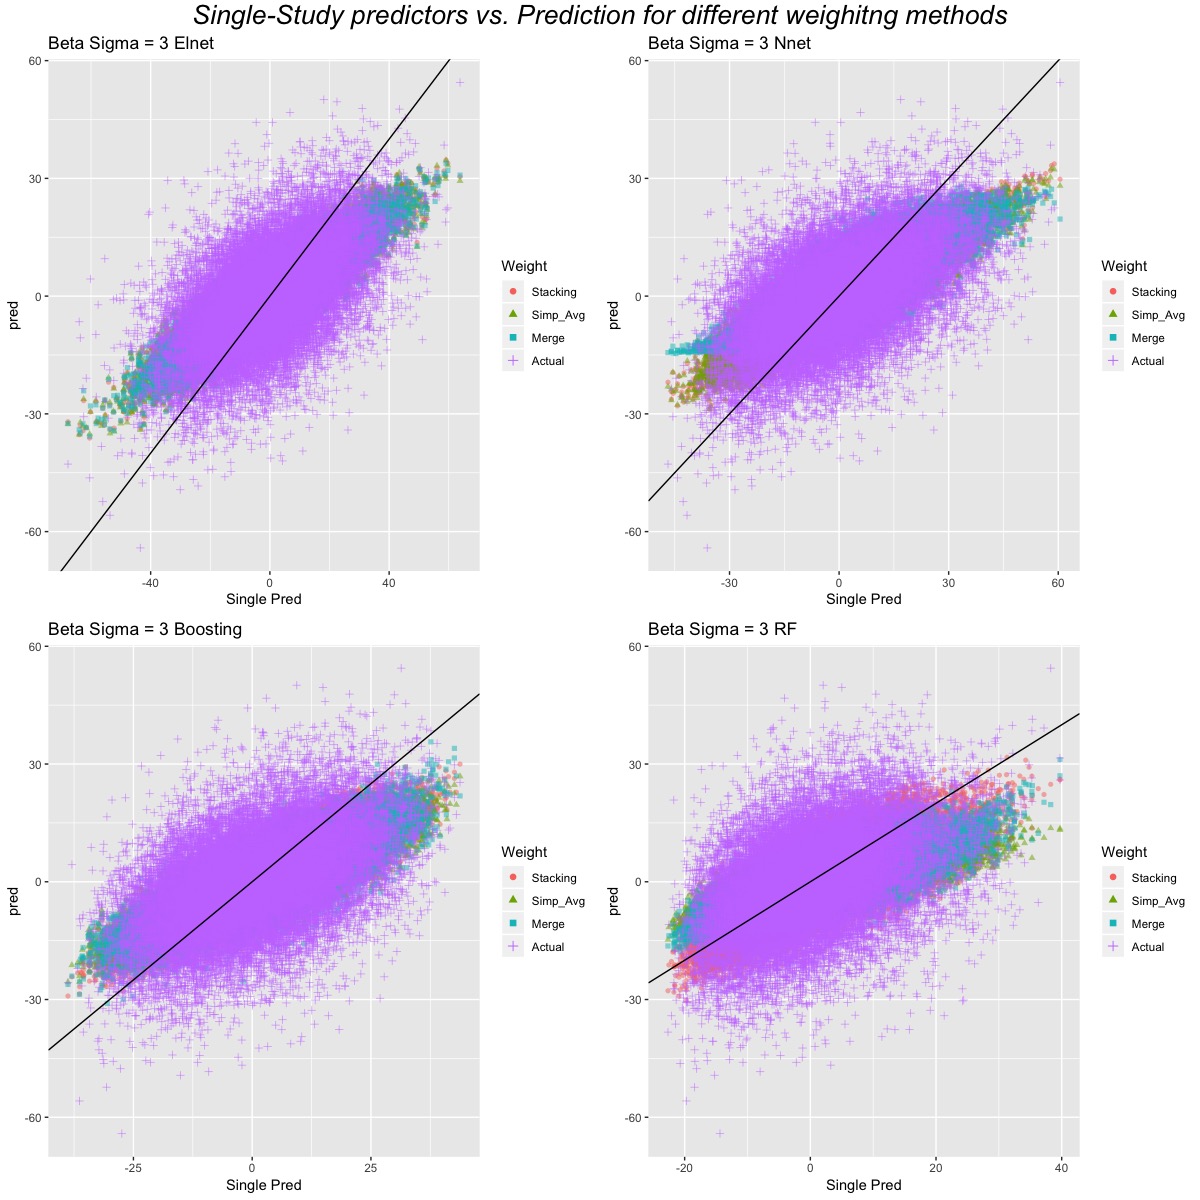 Single-Study predictors vs. Prediction for different weighitng methods
Beta Sigma = 3 Elnet
60
30
0
-30
-60
pred
-40
0
40
Single Pred
Weight
Stacking
Simp_Avg
Merge
Actual
Beta Sigma = 3 Nnet
60
30
0
-30
-60
pred
-30
0
30
60
Single Pred
Weight
Stacking
Simp_Avg
Merge
Actual
Beta Sigma = 3 Boosting
60
30
0
-30
-60
pred
-25
0
25
Single Pred
Weight
Stacking
Simp_Avg
Merge
Actual
Beta Sigma = 3 RF
60
30
0
-30
-60
pred
-20
0
20
40
Single Pred
Weight
Stacking
Simp_Avg
Merge
Actual